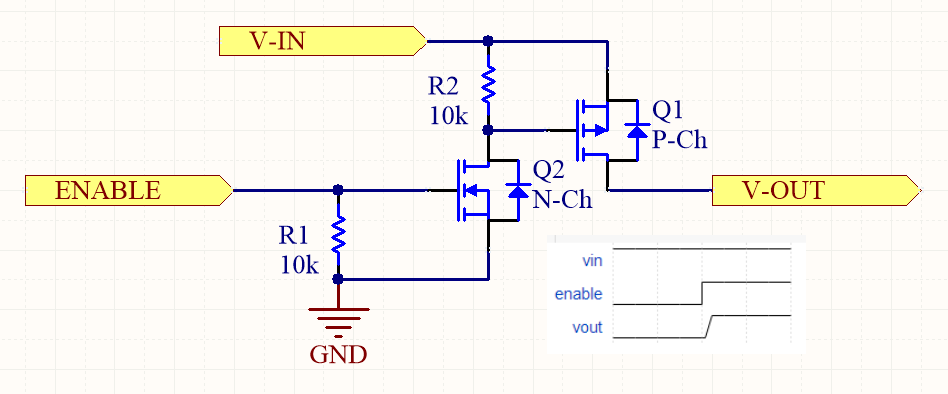 V-IN
R2
10k
Q1
P-Ch
ENABLE
Q2
N-Ch
V-OUT
R1
10k
vin
enable
vout
GND